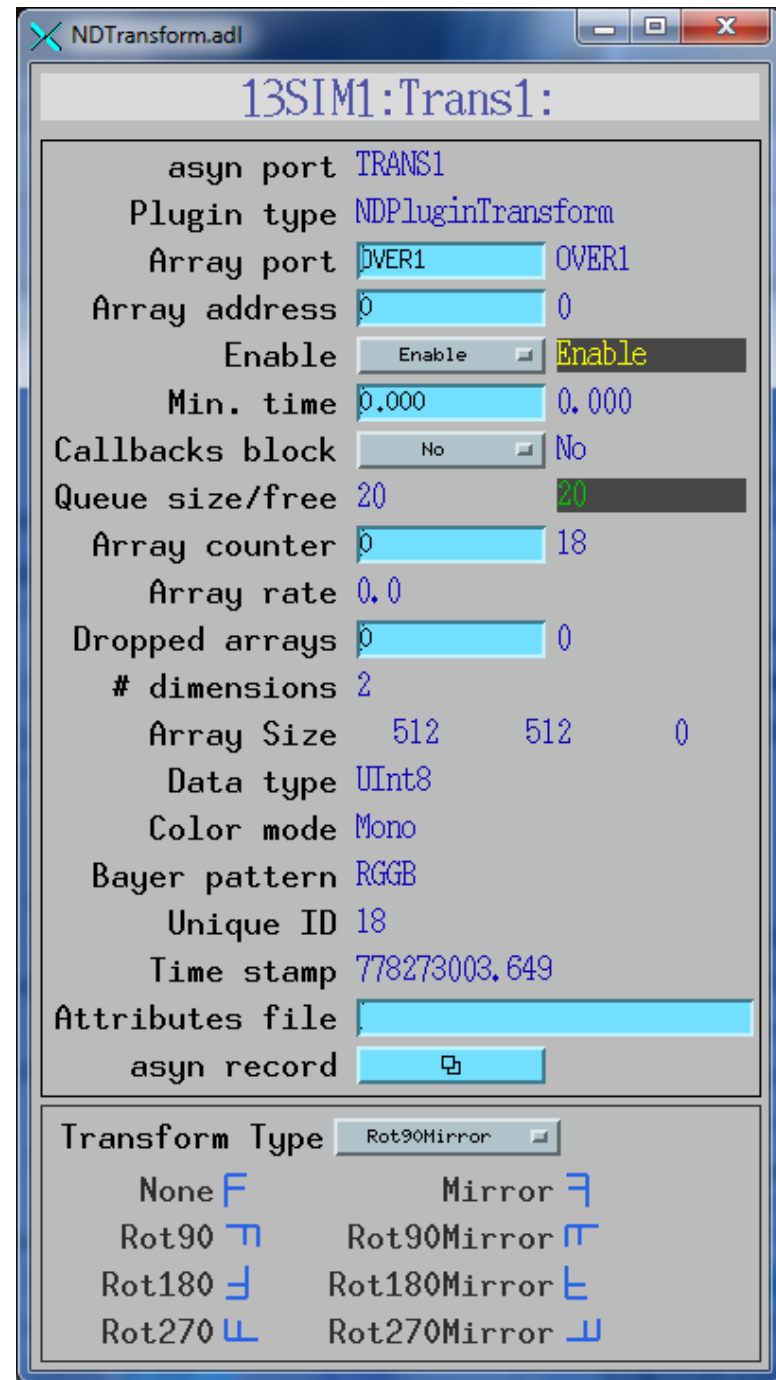 NDTransform.adl
13SIM1:Trans1:
asyn port TRANS1
Plugin type NDPluginTransform
Array port OVER1 OVER1
Array address 0 0
Enable Enable Enable
Min. time 0.000 0.000
Callbacks block No No
Queue size/free 20 20
Array counter 0 18
Array rate 0.0
Dropped arrays 0 0
# dimensions 2
Array Size 512 512 0
Data type UInt8
Color mode Mono
Bayer pattern RGGB
Unique ID 18
Time stamp 778273003.649
Attributes file
asyn record
Transform Type Rot90Mirror
None F Mirror
Rot90 Rot90Mirror
Rot180 Rot180Mirror
Rot270 Rot270Mirror